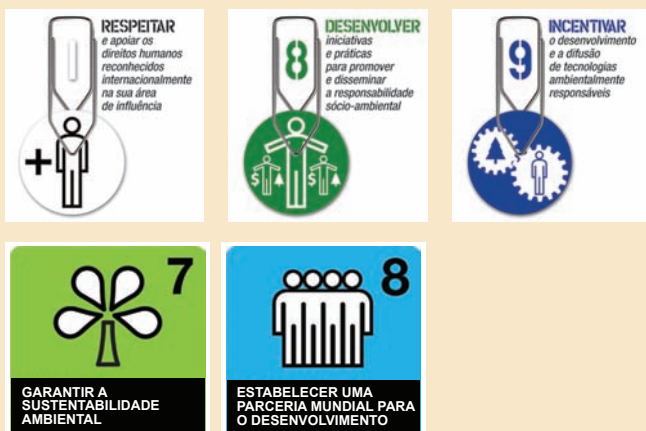 1
RESPEITAR
e apoiar os
direitos humanos
reconhecidos
internacionalmente
na sua área
de influência
8
DESENVOLVER
iniciativas
e práticas
para promover
e disseminar
a responsabilidade
sócio-ambiental
$ $
9
INCENTIVAR
o desenvolvimento
e a difusão
de tecnologias
ambientalmente
responsáveis
7
GARANTIR A
SUSTENTABILIDADE
AMBIENTAL
8
ESTABELECER UMA
PARCERIA MUNDIAL PARA
O DESENVOLVIMENTO